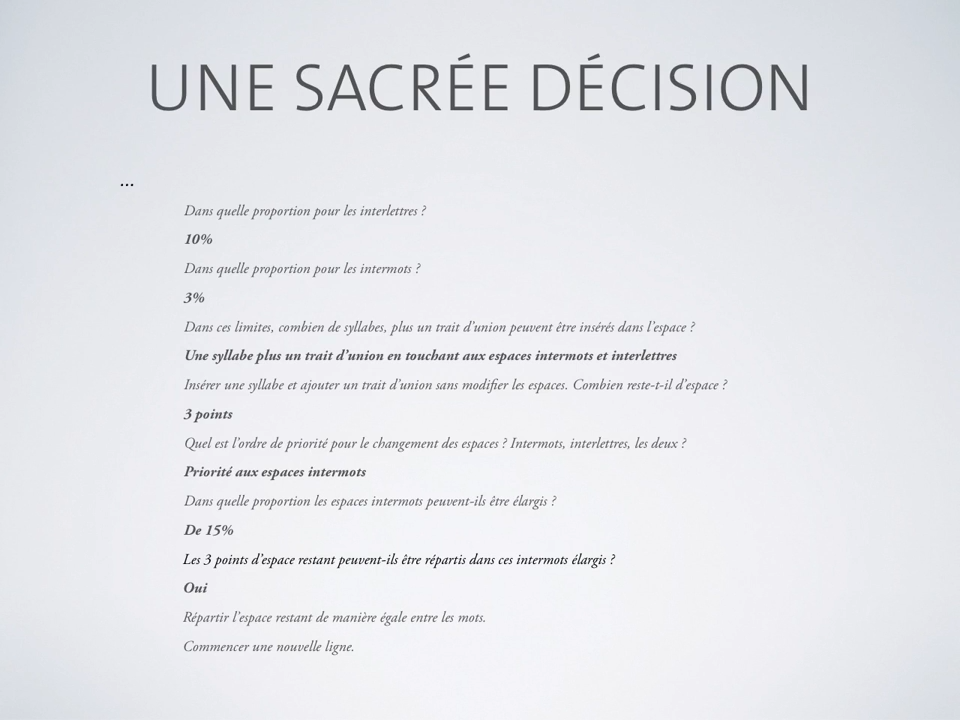 UNE SACRÉE DÉCISION
...
Dans quelle proportion pour les interlettres ?
10%
Dans quelle proportion pour les intermots ?
3%
Dans ces limites, combien de syllabes, plus un trait d’union peuvent être insérés dans l’espace ?
Une syllabe plus un trait d’union en touchant aux espaces intermots et interlettres
Insérer une syllabe et ajouter un trait d’union sans modifier les espaces. Combien reste-t-il d’espace ?
3 points
Quel est l’ordre de priorité pour le changement des espaces ? Intermots, interlettres, les deux ?
Priorité aux espaces intermots
Dans quelle proportion les espaces intermots peuvent-ils être élargis ?
De 15%
Les 3 points d’espace restant peuvent-ils être répartis dans ces intermots élargis ?
Oui
Répartir l’espace restant de manière égale entre les mots.
Commencer une nouvelle ligne.